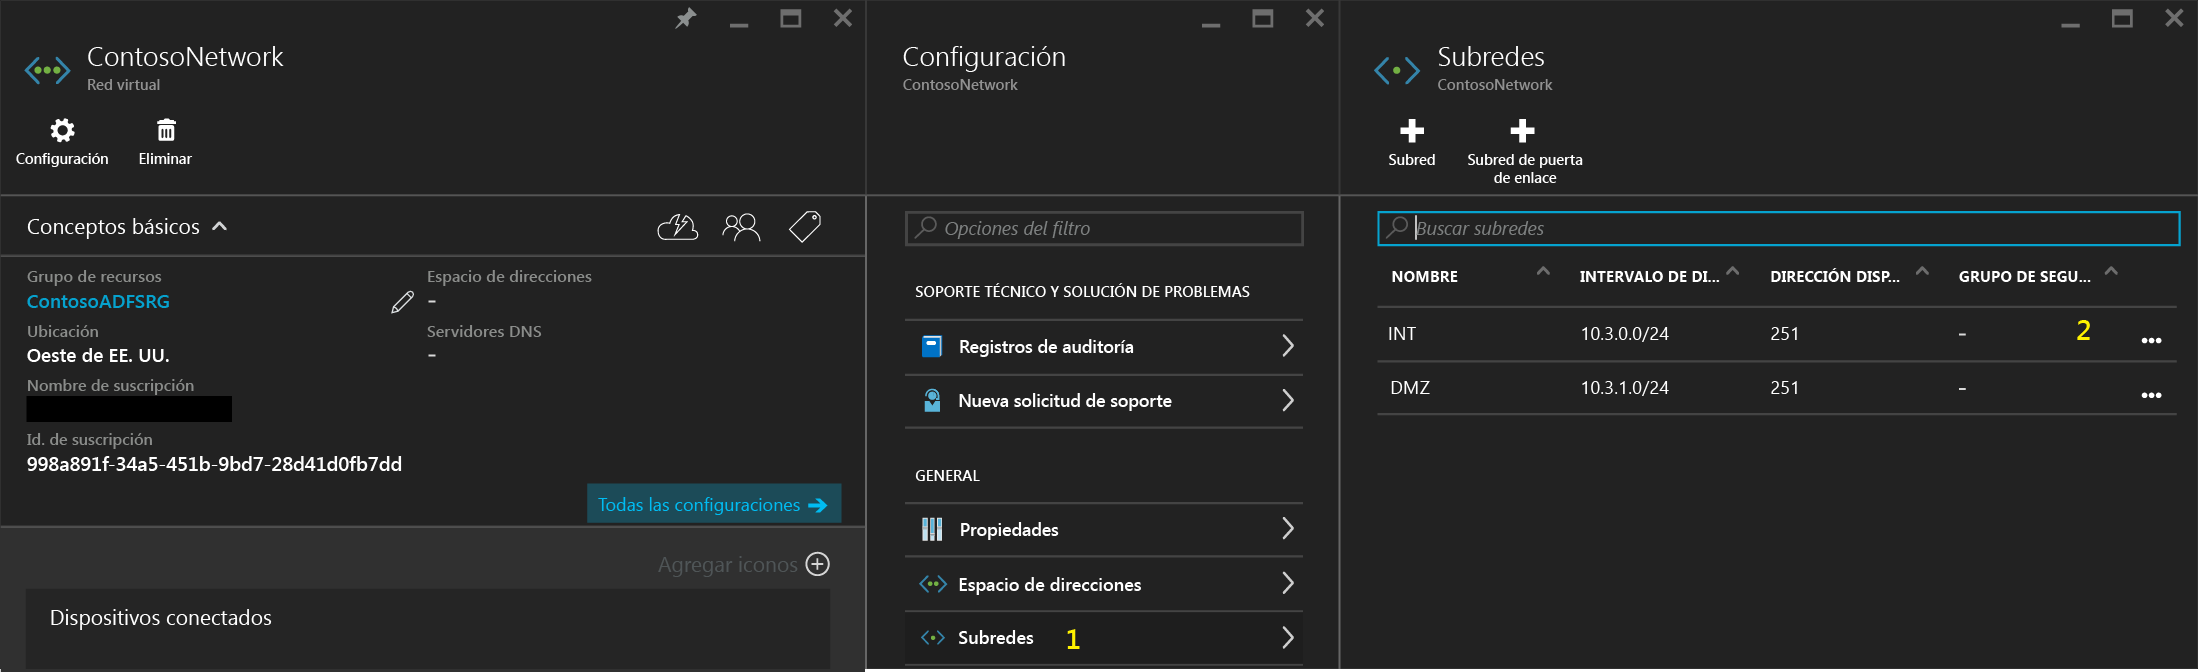 ContosoNetwork
Red virtual
Configuración
Eliminar
Conceptos básicos
Grupo de recursos
ContosoADFSRG
Ubicación
Oeste de EE. UU.
Nombre de suscripción
Id. de suscripción
998a891f-34a5-451b-9bd7-28d41d0fb7dd
Espacio de direcciones
-
Servidores DNS
-
Todas las configuraciones
Agregar iconos
Dispositivos conectados
Configuración
ContosoNetwork
Opciones del filtro
SOPORTE TÉCNICO Y SOLUCIÓN DE PROBLEMAS
Registros de auditoría
Nueva solicitud de soporte
GENERAL
Propiedades
Espacio de direcciones
Subredes 1
Subredes
ContosoNetwork
Subred
Subred de puerta
de enlace
Buscar subredes
NOMBRE INTERVALO DE DI... DIRECCIÓN DISP... GRUPO DE SEGU...
INT 10.3.0.0/24 251 - 2 ...
DMZ 10.3.1.0/24 251 - ...